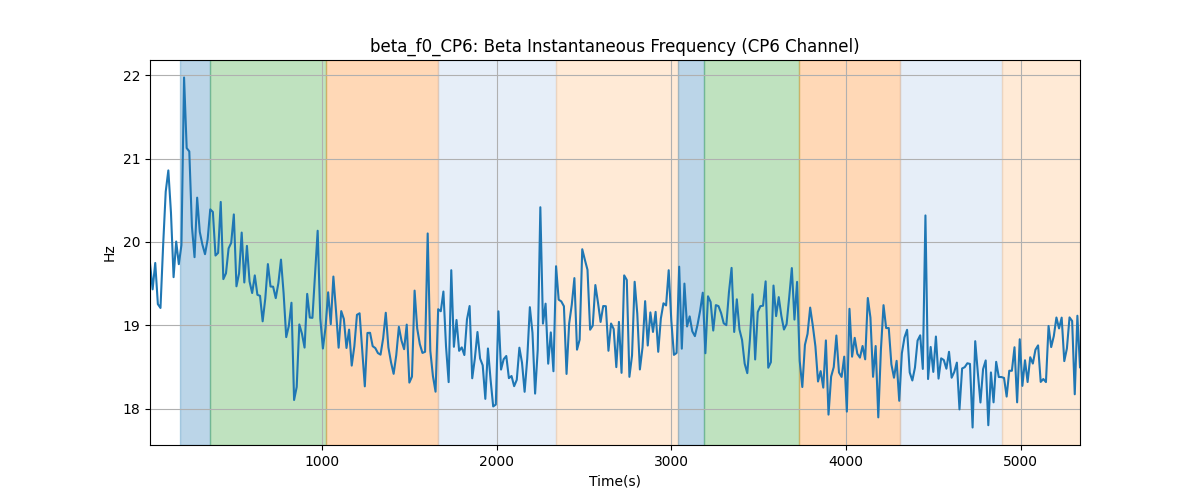 beta_f0_CP6: Beta Instantaneous Frequency (CP6 Channel)
22
21
20
19
18
Hz
1000 2000 3000 4000 5000
Time(s)